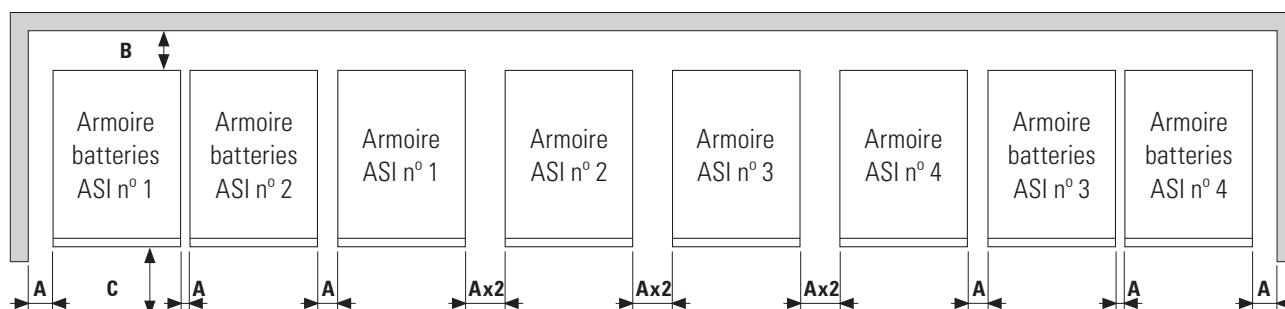 B
Armoire
batteries
ASI nº 1
Armoire
batteries
ASI nº 2
Armoire
ASI nº 1
Armoire
ASI nº 2
Armoire
ASI nº 3
Armoire
ASI nº 4
Armoire
batteries
ASI nº 3
Armoire
batteries
ASI nº 4
A
C
A
A
Ax2
Ax2
Ax2
A
A
A